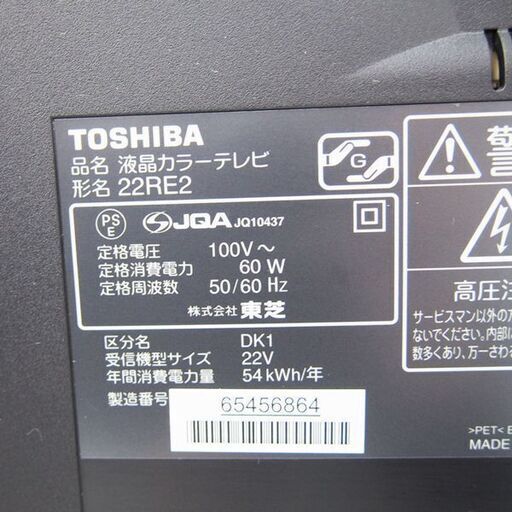 TOSHIBA
品名 液晶カラーテレビ
形名 22RE2
G
PS
E
JQA JQ10437
定格電圧 100V～
定格消費電力 60 W
定格周波数 50/60 Hz
株式会社 東芝
区分名 DK1
受信機型サイズ 22V
年間消費電力量 54 kWh/年
製造番号 65456864
警
高圧注
サービスマン以外の
ないでください。内部に
数多くあり、万一さわる
>PET<
MADE